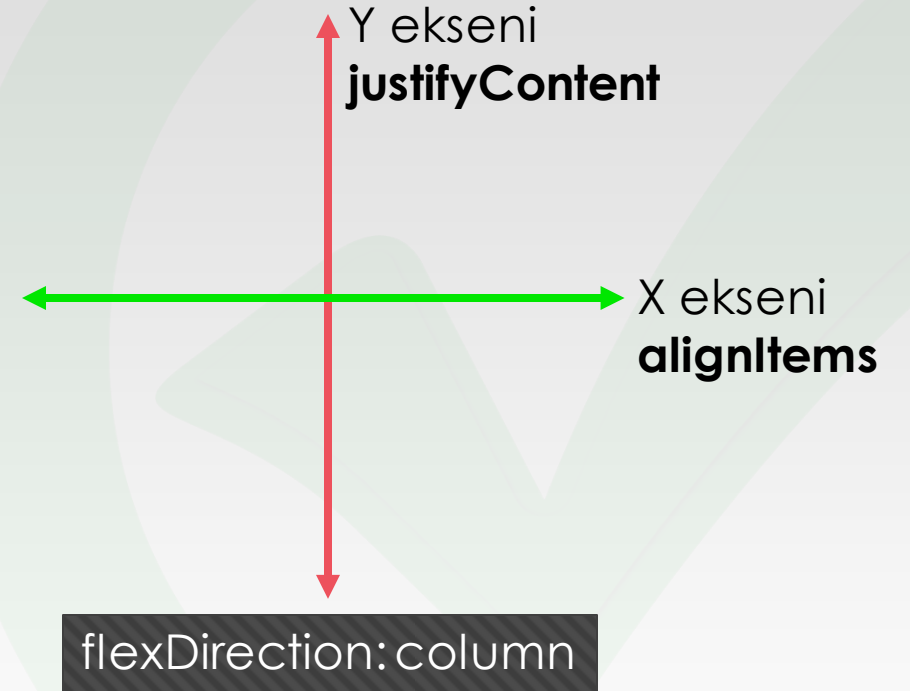 Y ekseni
justifyContent
X ekseni
alignItems
flexDirection: column